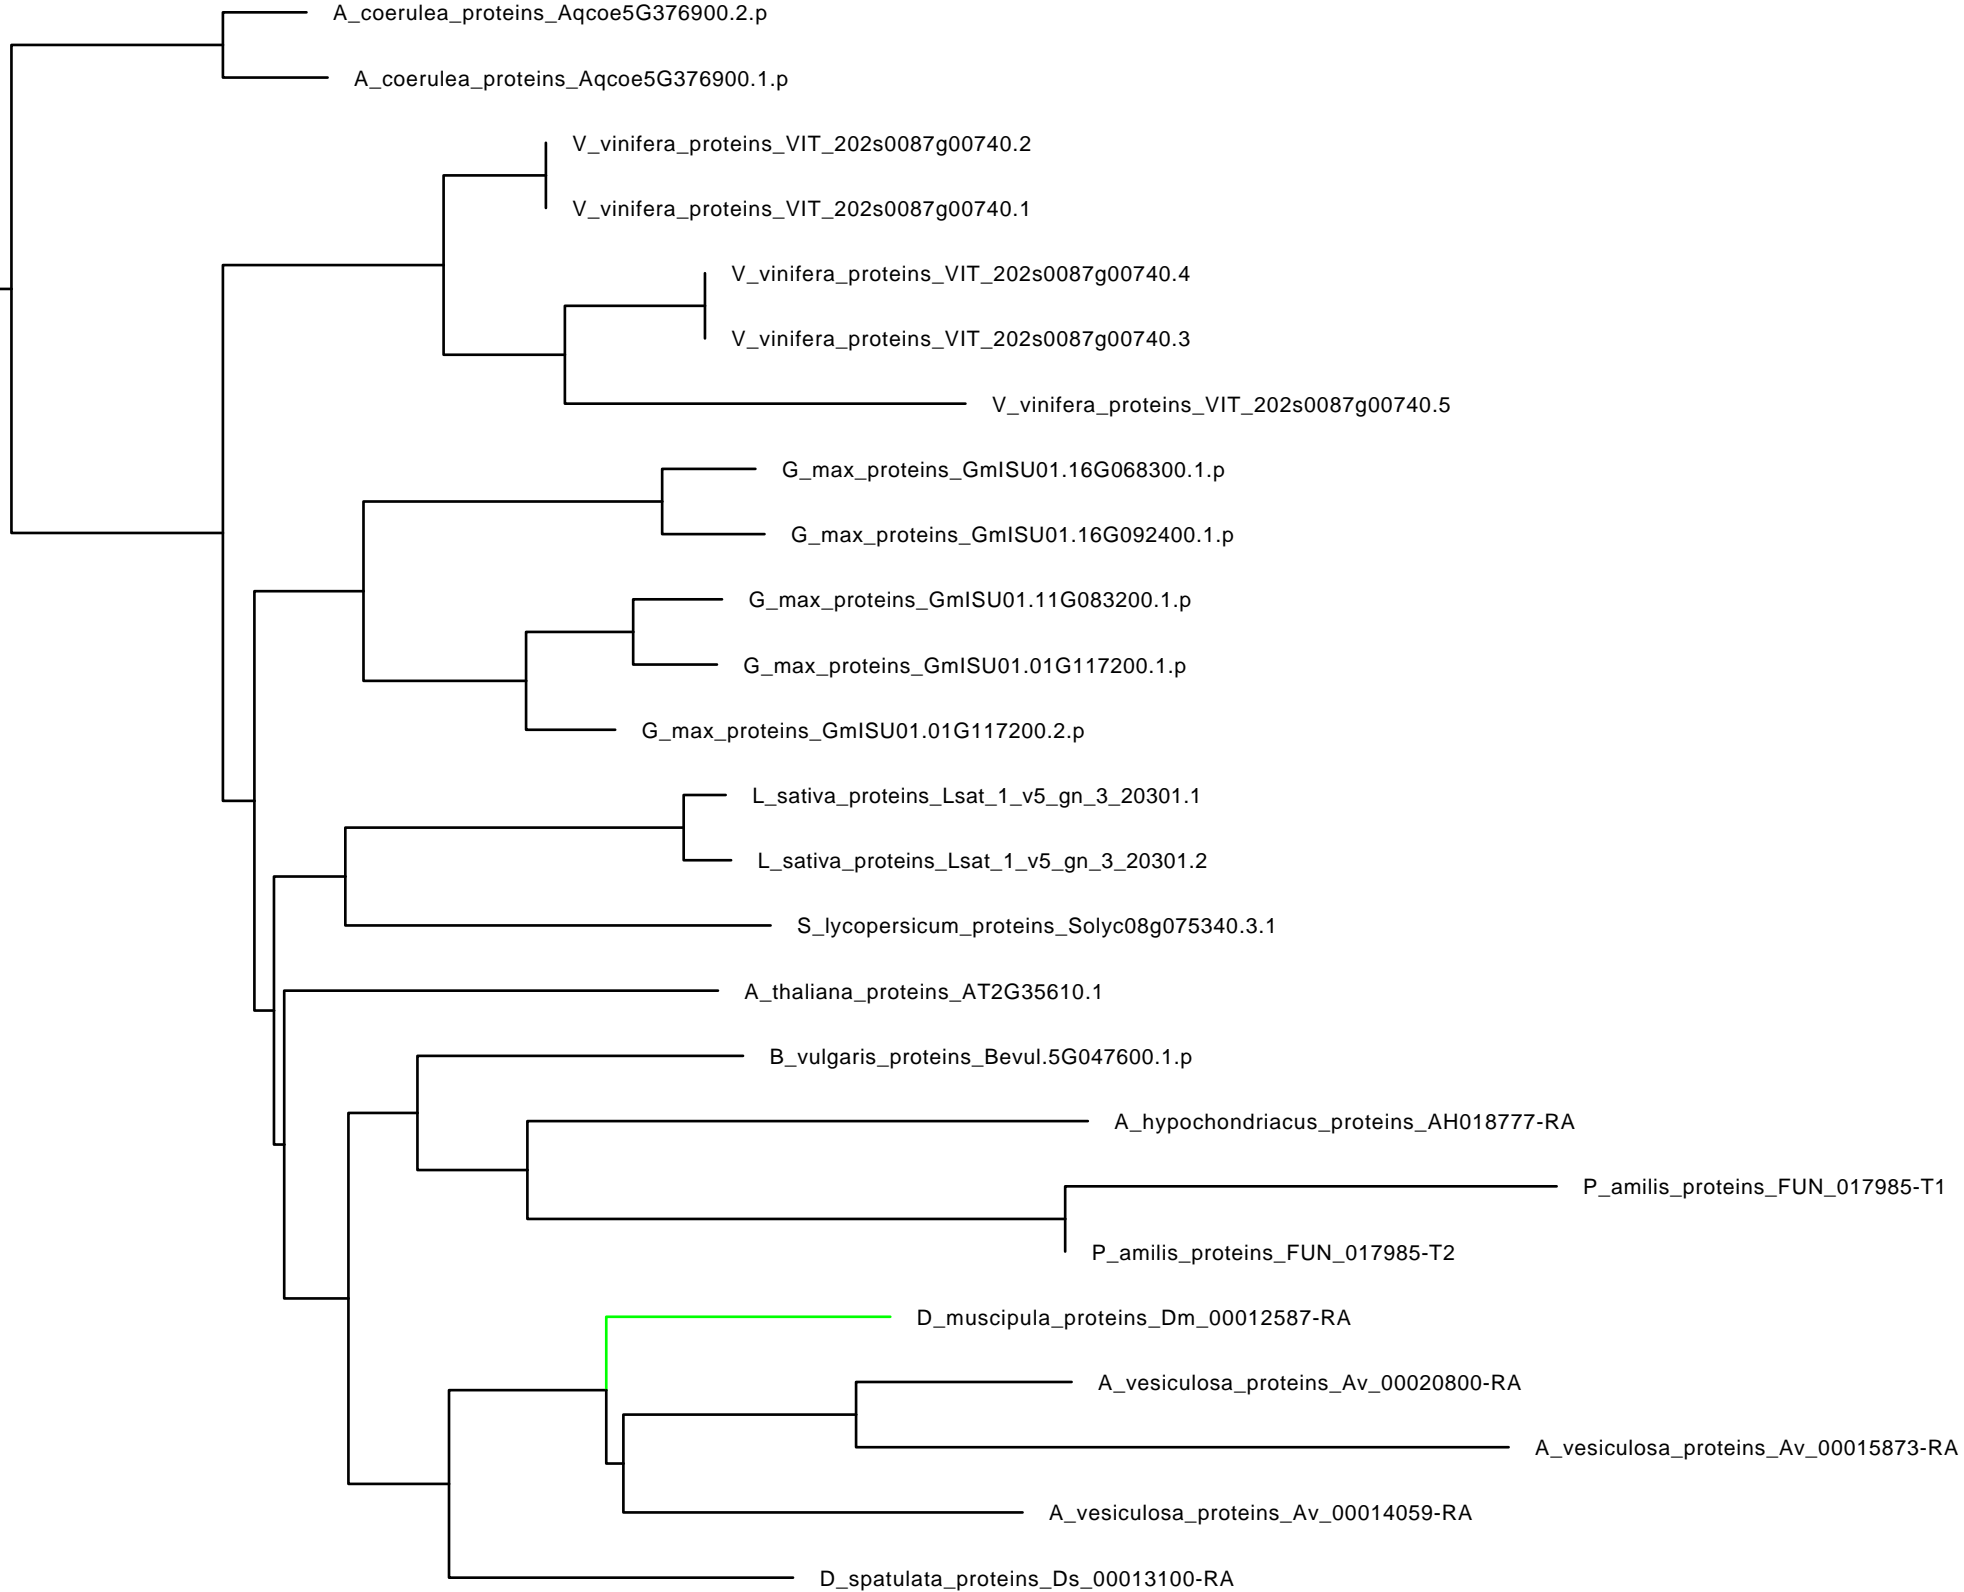 A_coerulea_proteins_Aqcoe5G376900.2.p
A_coerulea_proteins_Aqcoe5G376900.1.p
V_vinifera_proteins_VIT_202s0087g00740.2
V_vinifera_proteins_VIT_202s0087g00740.1
V_vinifera_proteins_VIT_202s0087g00740.4
V_vinifera_proteins_VIT_202s0087g00740.3
V_vinifera_proteins_VIT_202s0087g00740.5
G_max_proteins_GmISU01.16G068300.1.p
G_max_proteins_GmISU01.16G092400.1.p
G_max_proteins_GmISU01.11G083200.1.p
G_max_proteins_GmISU01.01G117200.1.p
G_max_proteins_GmISU01.01G117200.2.p
L_sativa_proteins_Lsat_1_v5_gn_3_20301.1
L_sativa_proteins_Lsat_1_v5_gn_3_20301.2
S_lycopersicum_proteins_Solyc08g075340.3.1
A_thaliana_proteins_AT2G35610.1
B_vulgaris_proteins_Bevul.5G047600.1.p
A_hypochondriacus_proteins_AH018777-RA
P_amilis_proteins_FUN_017985-T1
P_amilis_proteins_FUN_017985-T2
D_muscipula_proteins_Dm_00012587-RA
A_vesiculosa_proteins_Av_00020800-RA
A_vesiculosa_proteins_Av_00015873-RA
A_vesiculosa_proteins_Av_00014059-RA
D_spatulata_proteins_Ds_00013100-RA